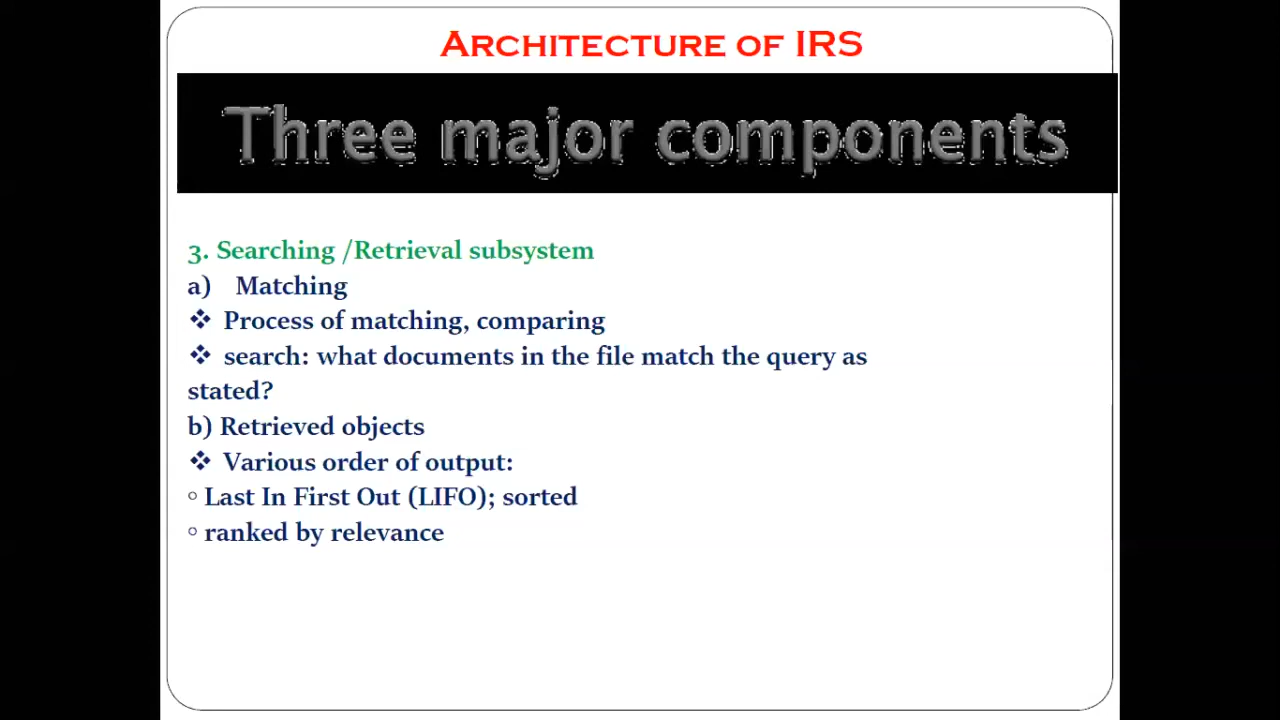 ARCHITECTURE OF IRS
Three major components
3. Searching /Retrieval subsystem
a) Matching
❖ Process of matching, comparing
❖ search: what documents in the file match the query as
stated?
b) Retrieved objects
❖ Various order of output:
○ Last In First Out (LIFO); sorted
○ ranked by relevance